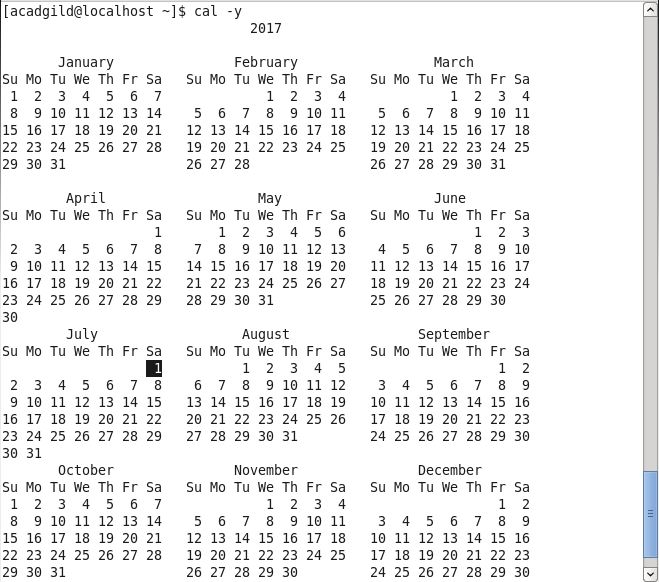 [acadgild@localhost ~]$ cal -y
                               2017

       January               February                 March
Su Mo Tu We Th Fr Sa   Su Mo Tu We Th Fr Sa   Su Mo Tu We Th Fr Sa
 1  2  3  4  5  6  7             1  2  3  4             1  2  3  4
 8  9 10 11 12 13 14    5  6  7  8  9 10 11    5  6  7  8  9 10 11
15 16 17 18 19 20 21   12 13 14 15 16 17 18   12 13 14 15 16 17 18
22 23 24 25 26 27 28   19 20 21 22 23 24 25   19 20 21 22 23 24 25
29 30 31               26 27 28               26 27 28 29 30 31

        April                   May                   June
Su Mo Tu We Th Fr Sa   Su Mo Tu We Th Fr Sa   Su Mo Tu We Th Fr Sa
                   1       1  2  3  4  5  6                1  2  3
 2  3  4  5  6  7  8    7  8  9 10 11 12 13    4  5  6  7  8  9 10
 9 10 11 12 13 14 15   14 15 16 17 18 19 20   11 12 13 14 15 16 17
16 17 18 19 20 21 22   21 22 23 24 25 26 27   18 19 20 21 22 23 24
23 24 25 26 27 28 29   28 29 30 31            25 26 27 28 29 30
30
        July                 August                September
Su Mo Tu We Th Fr Sa   Su Mo Tu We Th Fr Sa   Su Mo Tu We Th Fr Sa
                   1          1  2  3  4  5                   1  2
 2  3  4  5  6  7  8    6  7  8  9 10 11 12    3  4  5  6  7  8  9
 9 10 11 12 13 14 15   13 14 15 16 17 18 19   10 11 12 13 14 15 16
16 17 18 19 20 21 22   20 21 22 23 24 25 26   17 18 19 20 21 22 23
23 24 25 26 27 28 29   27 28 29 30 31         24 25 26 27 28 29 30
30 31
       October               November               December
Su Mo Tu We Th Fr Sa   Su Mo Tu We Th Fr Sa   Su Mo Tu We Th Fr Sa
 1  2  3  4  5  6  7             1  2  3  4                   1  2
 8  9 10 11 12 13 14    5  6  7  8  9 10 11    3  4  5  6  7  8  9
15 16 17 18 19 20 21   12 13 14 15 16 17 18   10 11 12 13 14 15 16
22 23 24 25 26 27 28   19 20 21 22 23 24 25   17 18 19 20 21 22 23
29 30 31               26 27 28 29 30         24 25 26 27 28 29 30